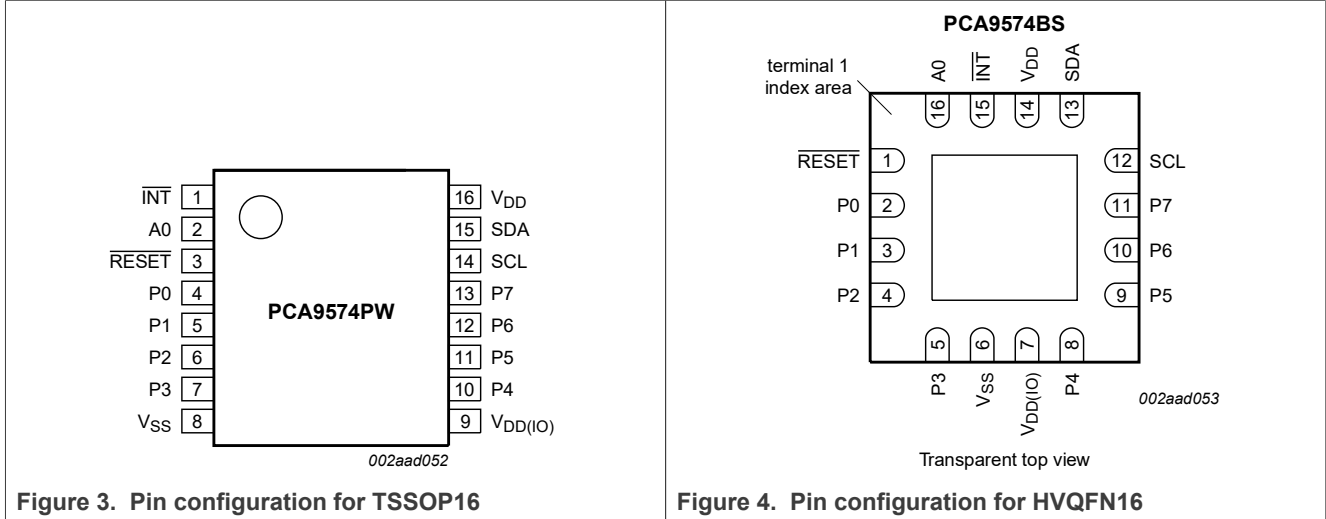 INT 1
A0 2
RESET 3
P0 4
P1 5
P2 6
P3 7
VSS 8
PCA9574PW
16 VDD
15 SDA
14 SCL
13 P7
12 P6
11 P5
10 P4
9 VDD(IO)
002aad052
Figure 3. Pin configuration for TSSOP16
PCA9574BS
terminal 1
index area
A0
INT
VDD
SDA
16
15
14
13
RESET 1
P0 2
P1 3
P2 4
12 SCL
11 P7
10 P6
9 P5
5
6
7
8
P3
VSS
VDD(IO)
P4
002aad053
Transparent top view
Figure 4. Pin configuration for HVQFN16